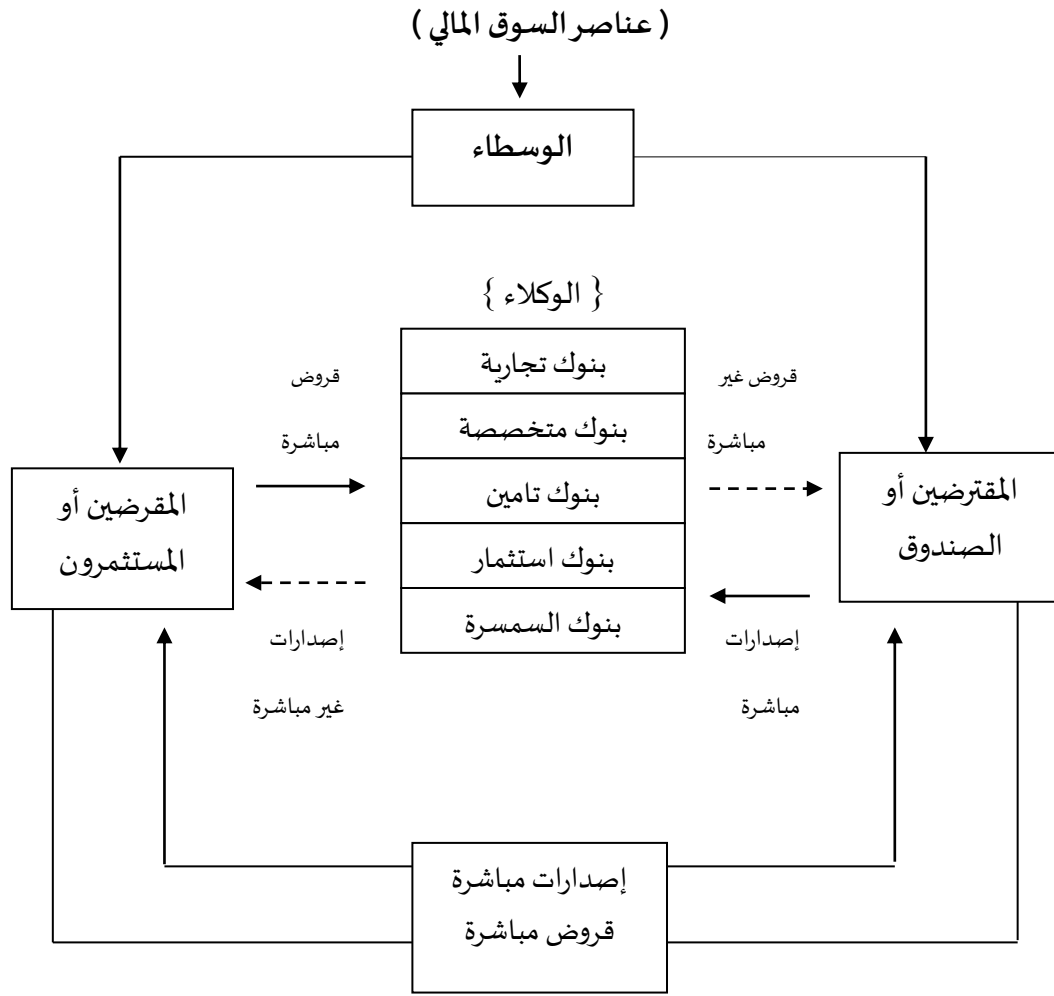 ( عناصر السوق المالي )
الوسطاء
{ الوكلاء }
بنوك تجارية
بنوك متخصصة
بنوك تامين
بنوك استثمار
بنوك السمسرة
قروض غير
مباشرة
المقترضين أو
الصندوق
إصدارات
مباشرة
قروض
مباشرة
المقرضين أو
المستثمرون
إصدارات
غير مباشرة
إصدارات مباشرة
قروض مباشرة